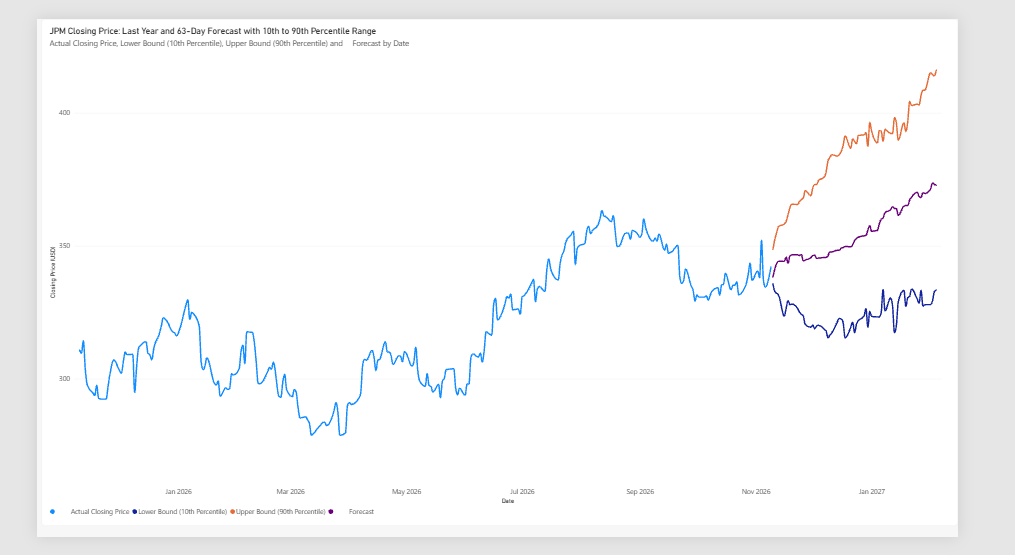 JPM Closing Price: Last Year and 63-Day Forecast with 10th to 90th Percentile Range
Actual Closing Price, Lower Bound (10th Percentile), Upper Bound (90th Percentile) and Forecast by Date
400
350
300
Closing Price (USD)
Jan 2026 Mar 2026 May 2026 Jul 2026 Sep 2026 Nov 2026 Jan 2027
Date
Actual Closing Price Lower Bound (10th Percentile) Upper Bound (90th Percentile) Forecast